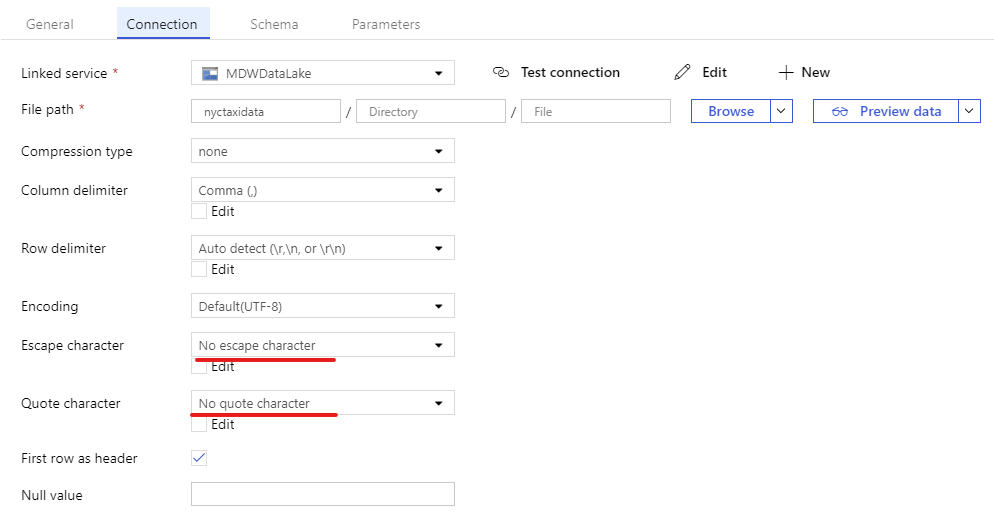 General Connection Schema Parameters
Linked service * MDWDataLake Test connection Edit New
File path * nyctaxidata / Directory / File Browse Preview data
Compression type none
Column delimiter Comma (,)
Edit
Row delimiter Auto detect (\r,\n, or \r\n)
Edit
Encoding Default(UTF-8)
Escape character No escape character
Edit
Quote character No quote character
Edit
First row as header
Null value